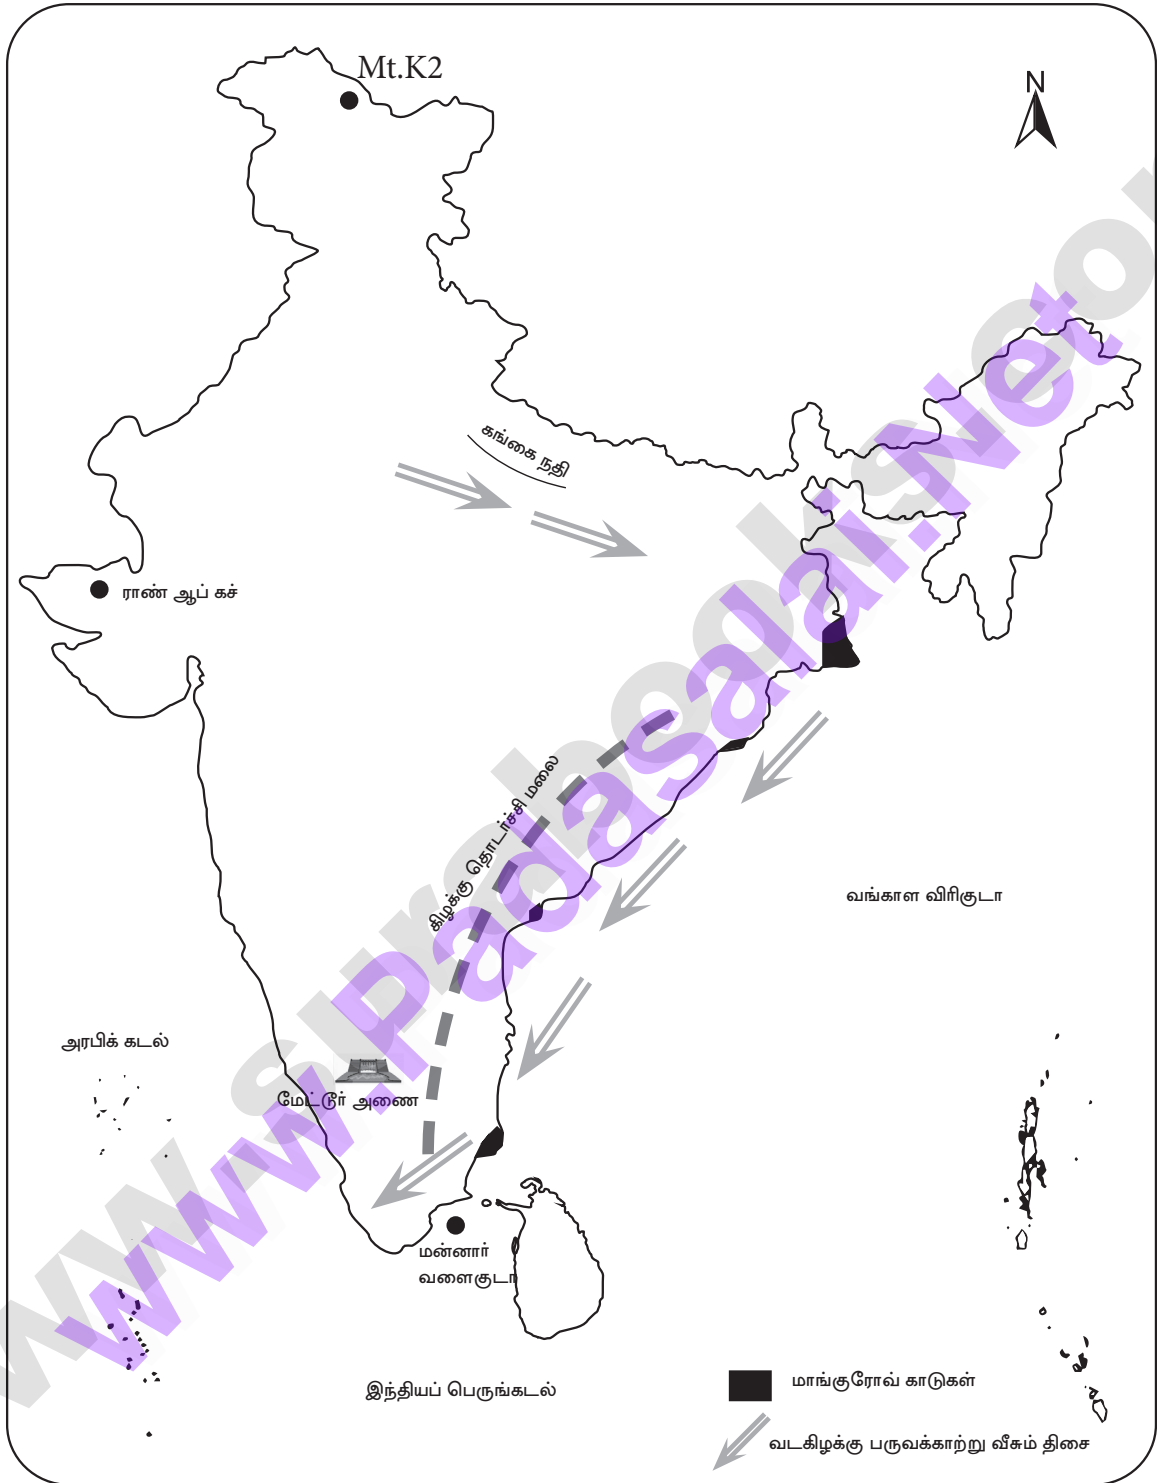 Mt.K2
N
கங்கை நதி
ராண் ஆப் கச்
கிழக்கு தொடர்ச்சி மலை
வங்காள விரிகுடா
அரபிக் கடல்
மேட்டூர் அணை
மன்னார்
வளைகுடா
இந்தியப் பெருங்கடல்
மாங்குரோவ் காடுகள்
வடகிழக்கு பருவக்காற்று வீசும் திசை
www.Padasalai.Net